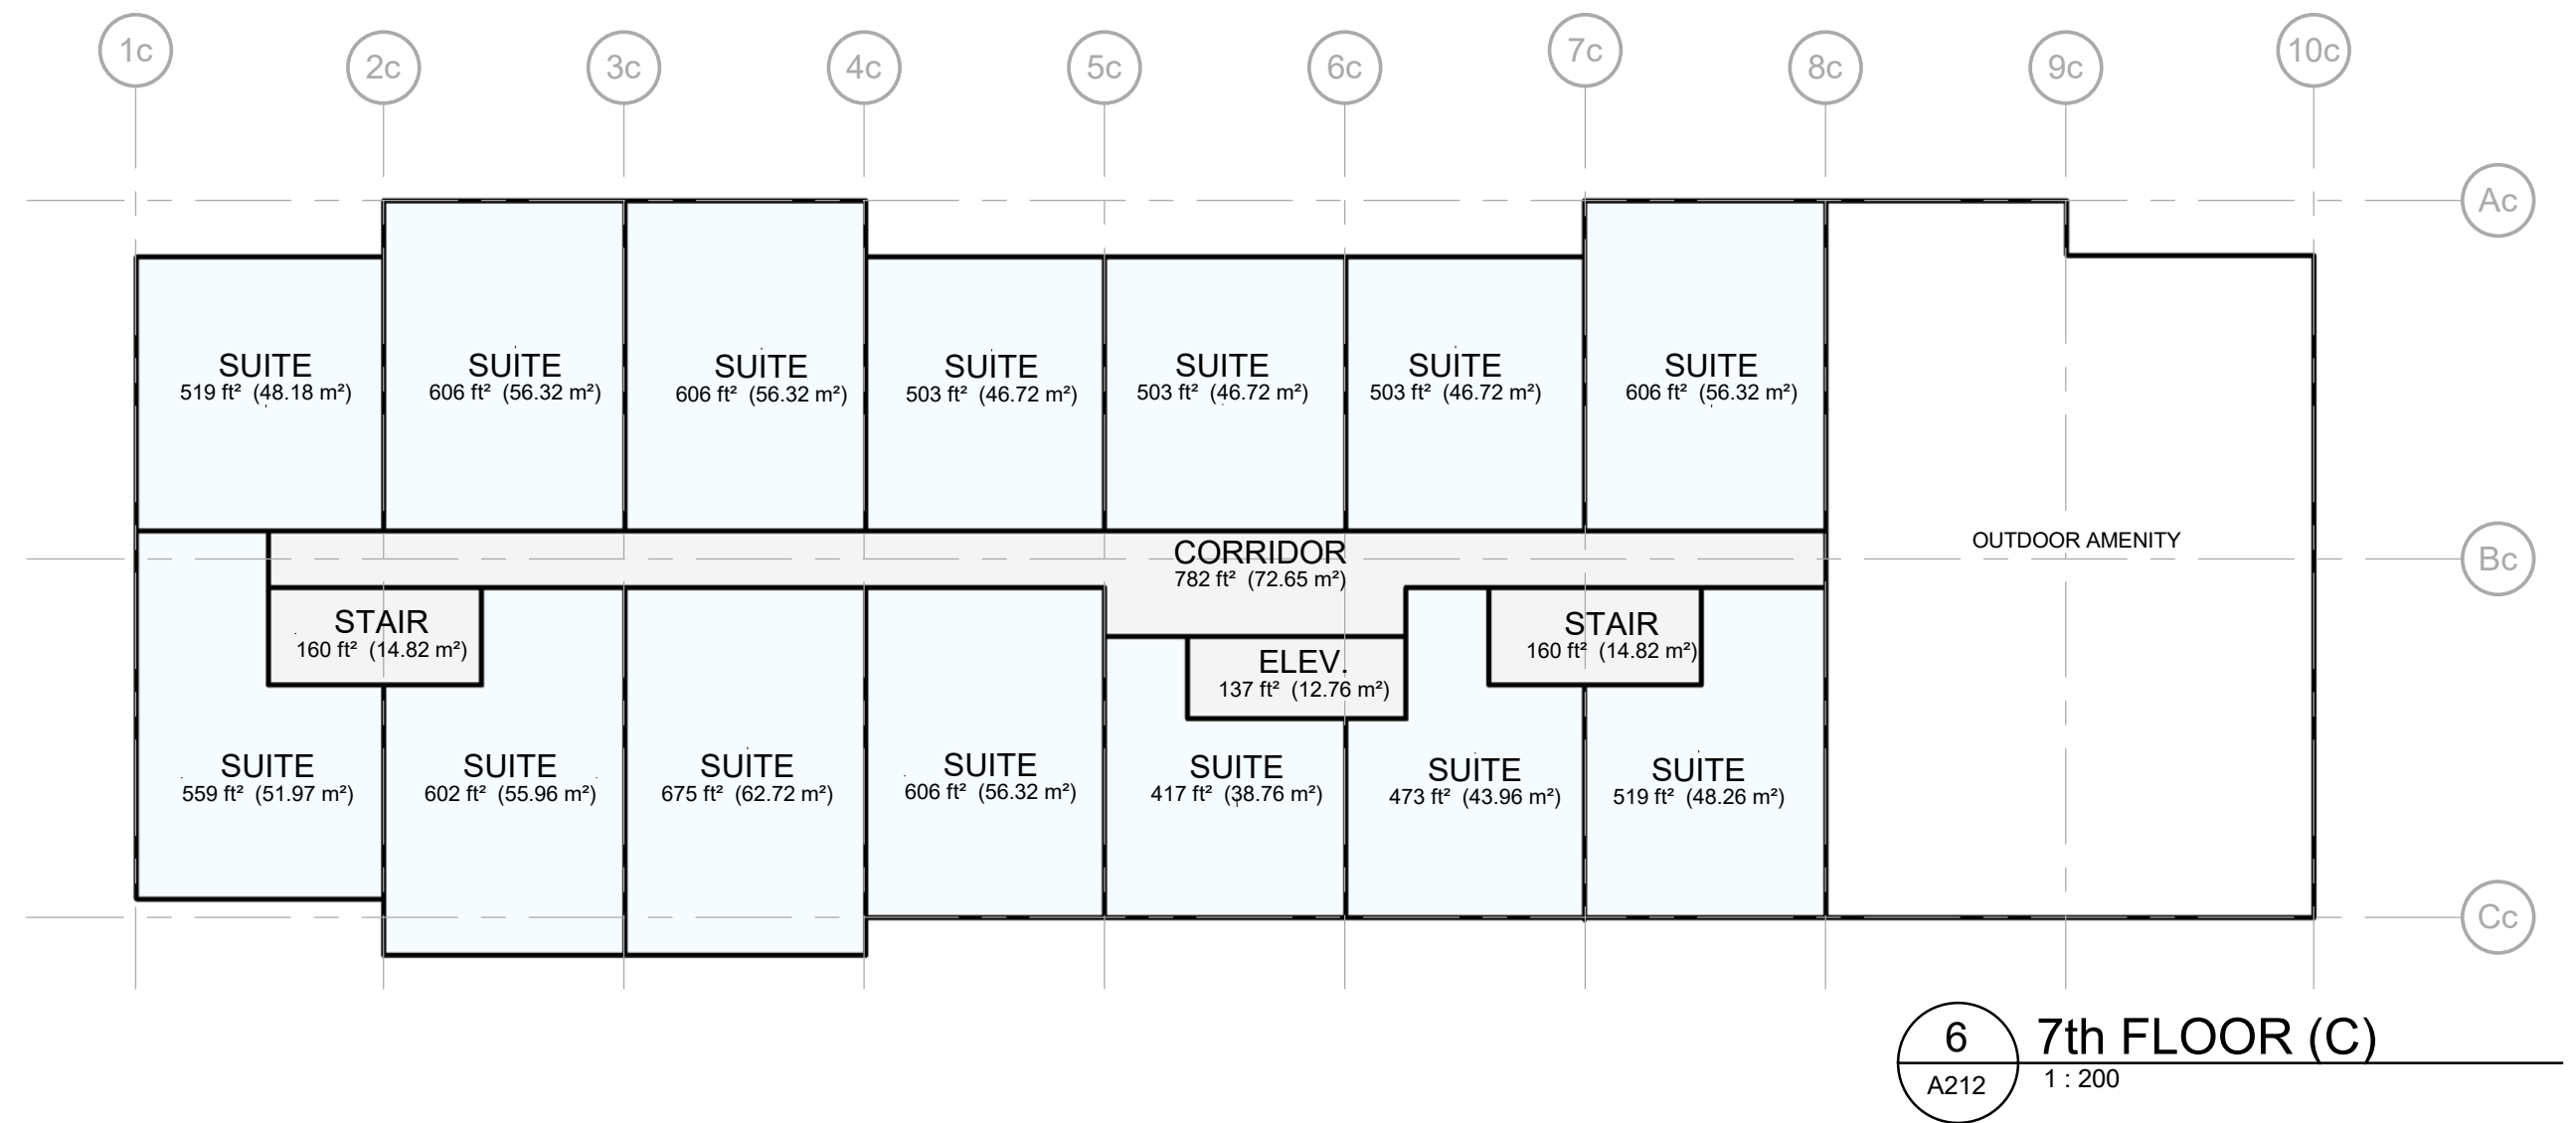 1c
2c
3c
4c
5c
6c
7c
8c
9c
10c
Ac
SUITE
519 ft² (48.18 m²)
SUITE
606 ft² (56.32 m²)
SUITE
606 ft² (56.32 m²)
SUITE
503 ft² (46.72 m²)
SUITE
503 ft² (46.72 m²)
SUITE
503 ft² (46.72 m²)
SUITE
606 ft² (56.32 m²)
OUTDOOR AMENITY
CORRIDOR
782 ft² (72.65 m²)
Bc
STAIR
160 ft² (14.82 m²)
ELEV.
137 ft² (12.76 m²)
STAIR
160 ft² (14.82 m²)
SUITE
559 ft² (51.97 m²)
SUITE
602 ft² (55.96 m²)
SUITE
675 ft² (62.72 m²)
SUITE
606 ft² (56.32 m²)
SUITE
417 ft² (38.76 m²)
SUITE
473 ft² (43.96 m²)
SUITE
519 ft² (48.26 m²)
Cc
6
A212
7th FLOOR (C)
1 : 200